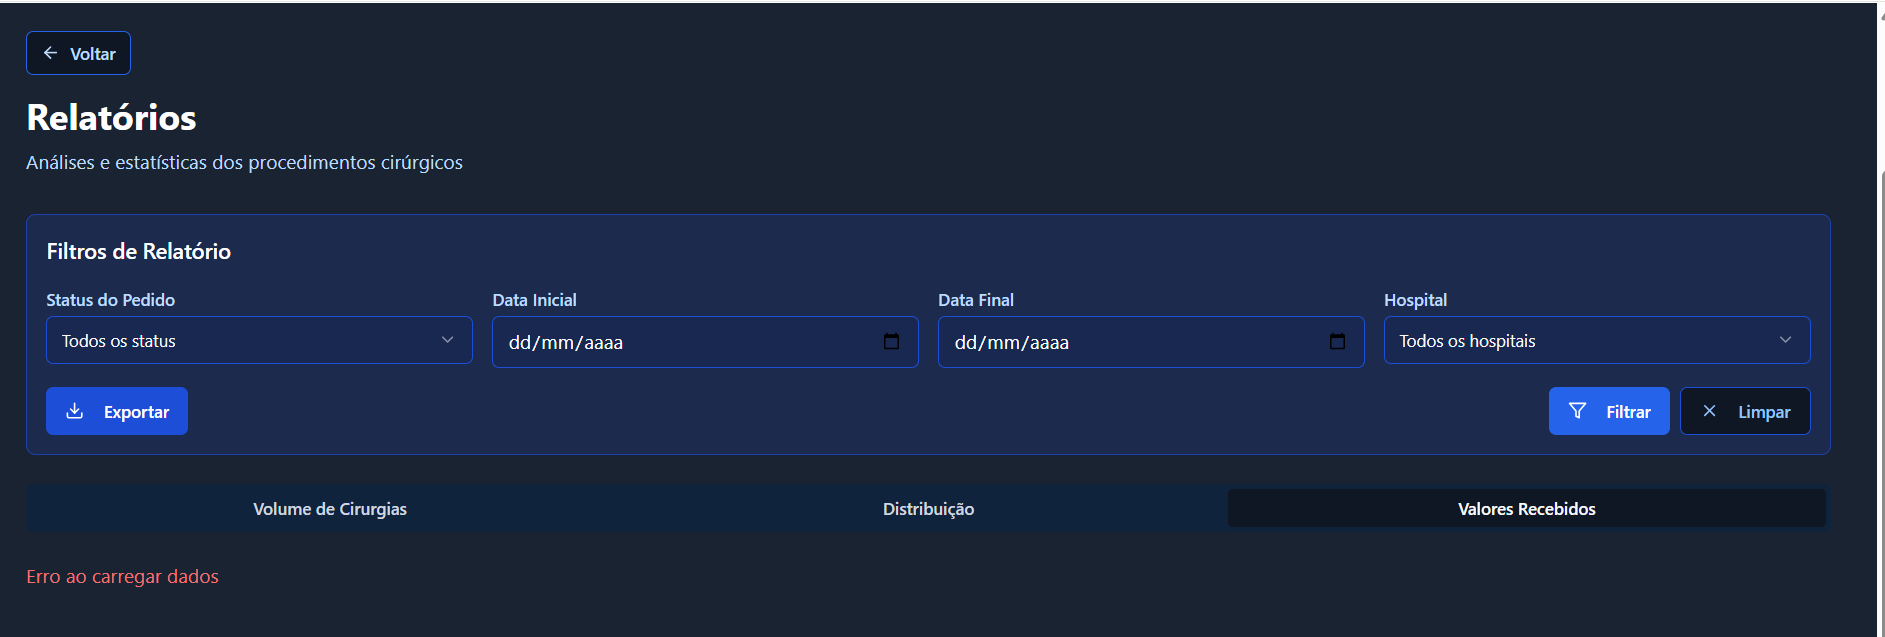 Voltar
Relatórios
Análises e estatísticas dos procedimentos cirúrgicos
Filtros de Relatório
Status do Pedido
Data Inicial
Data Final
Hospital
Todos os status
dd/mm/aaaa
dd/mm/aaaa
Todos os hospitais
Exportar
Filtrar
Limpar
Volume de Cirurgias
Distribuição
Valores Recebidos
Erro ao carregar dados